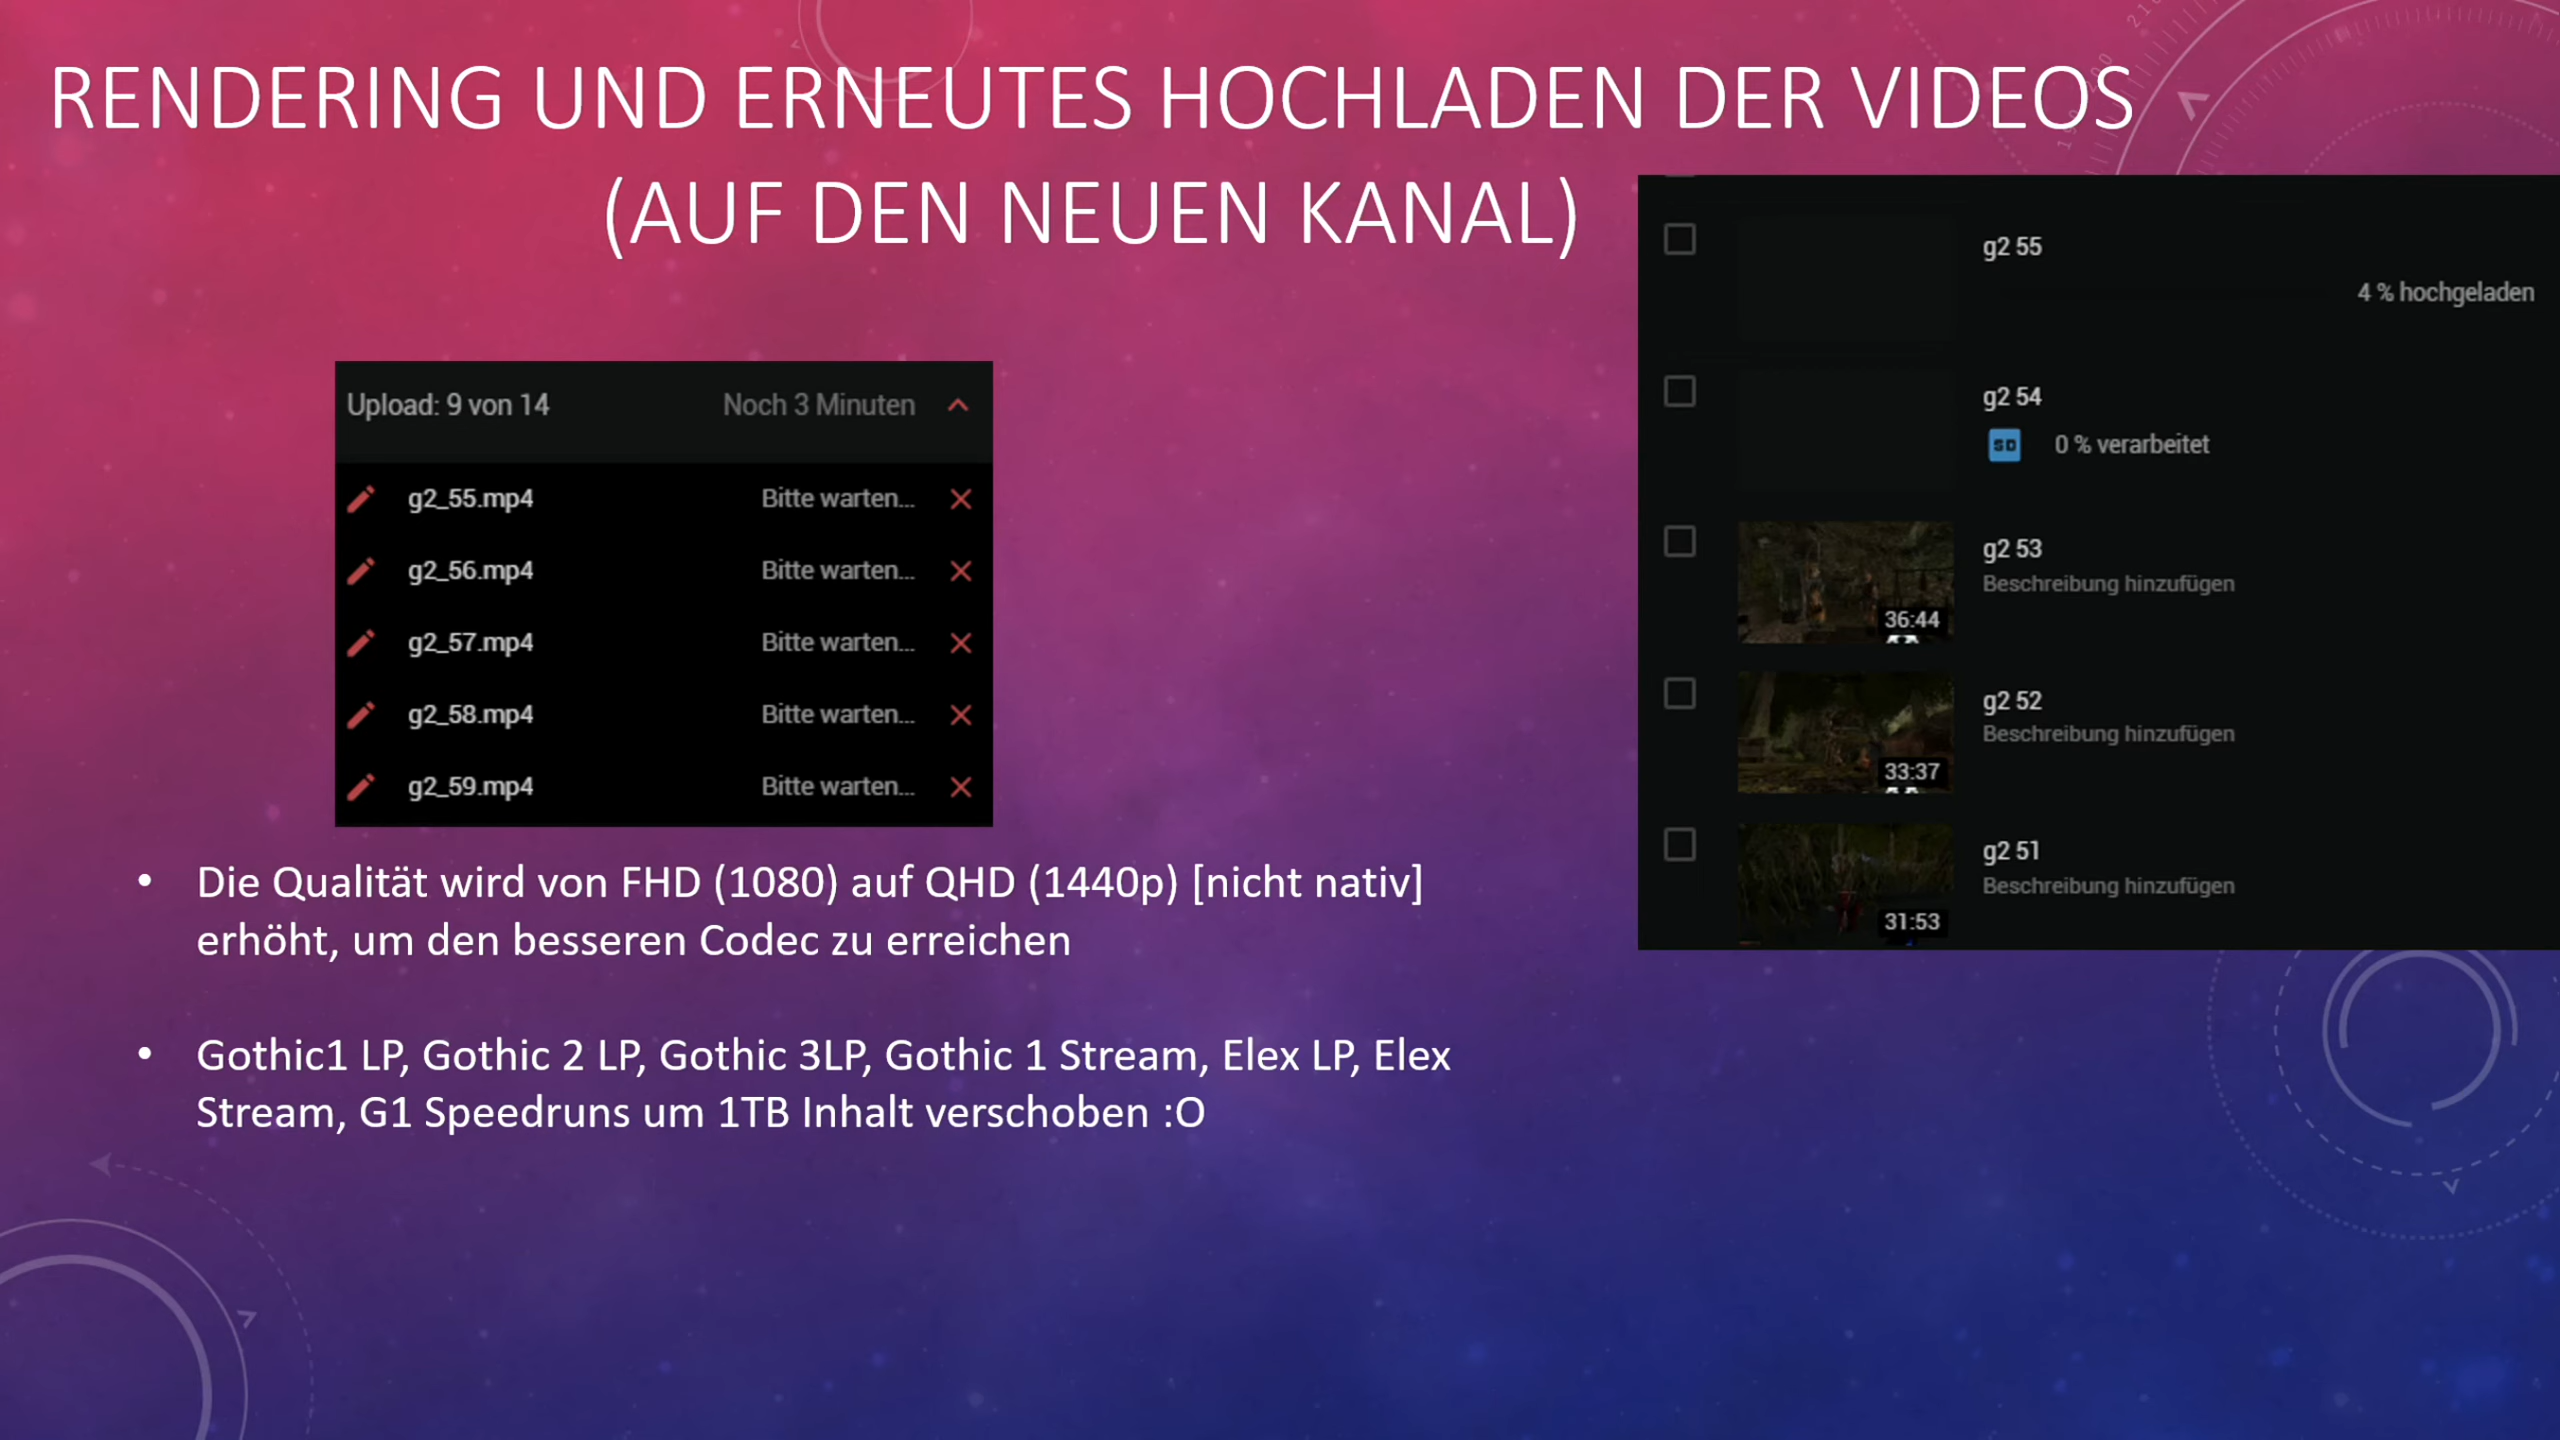 RENDERING UND ERNEUTES HOCHLADEN DER VIDEOS
(AUF DEN NEUEN KANAL)
Upload: 9 von 14 Noch 3 Minuten
g2_55.mp4 Bitte warten...
g2_56.mp4 Bitte warten...
g2_57.mp4 Bitte warten...
g2_58.mp4 Bitte warten...
g2_59.mp4 Bitte warten...
g2 55
4 % hochgeladen
g2 54
SD 0 % verarbeitet
g2 53
Beschreibung hinzufügen
36:44
g2 52
Beschreibung hinzufügen
33:37
g2 51
Beschreibung hinzufügen
31:53
• Die Qualität wird von FHD (1080) auf QHD (1440p) [nicht nativ]
erhöht, um den besseren Codec zu erreichen
• Gothic1 LP, Gothic 2 LP, Gothic 3LP, Gothic 1 Stream, Elex LP, Elex
Stream, G1 Speedruns um 1TB Inhalt verschoben :O
190
200